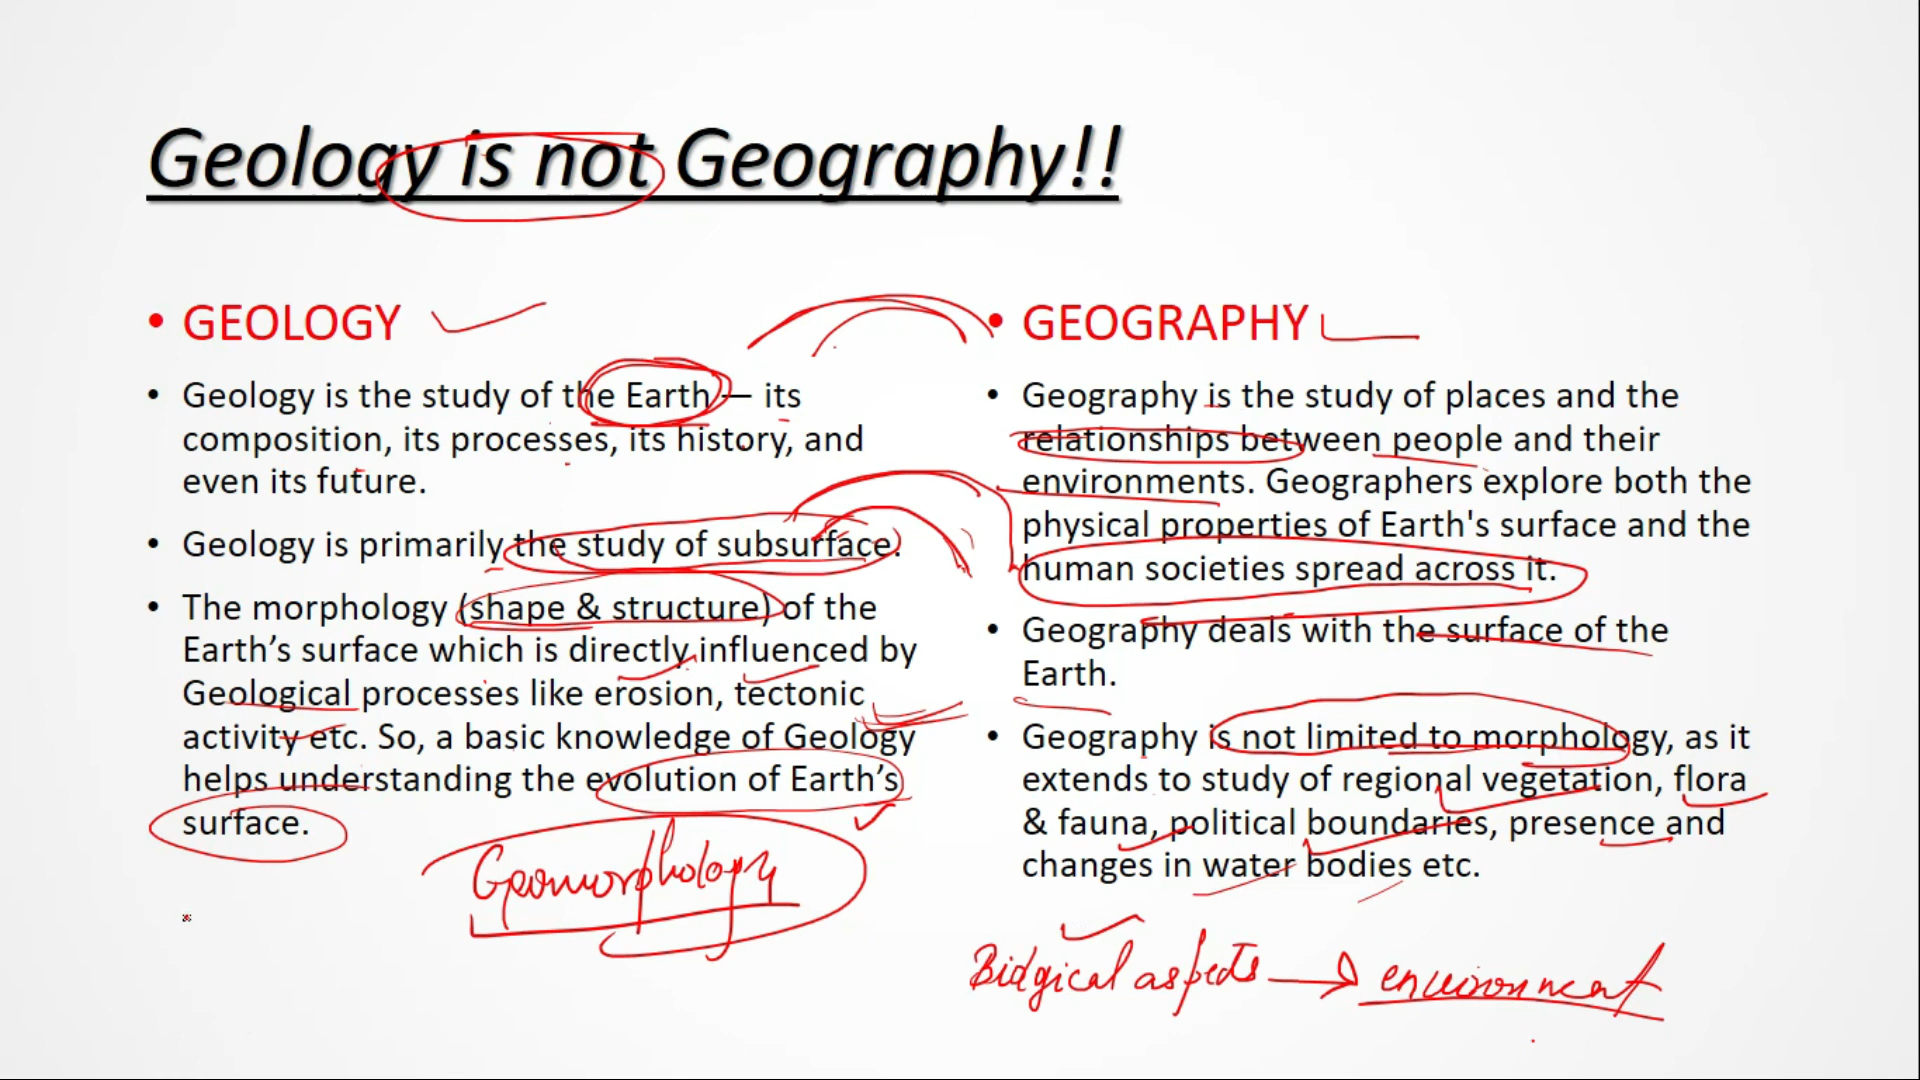 Geology is not Geography!!
• GEOLOGY
• Geology is the study of the Earth — its
composition, its processes, its history, and
even its future.
• Geology is primarily the study of subsurface.
• The morphology (shape & structure) of the
Earth’s surface which is directly influenced by
Geological processes like erosion, tectonic
activity etc. So, a basic knowledge of Geology
helps understanding the evolution of Earth’s
surface.
Geomorphology
• GEOGRAPHY
• Geography is the study of places and the
relationships between people and their
environments. Geographers explore both the
physical properties of Earth's surface and the
human societies spread across it.
• Geography deals with the surface of the
Earth.
• Geography is not limited to morphology, as it
extends to study of regional vegetation, flora
& fauna, political boundaries, presence and
changes in water bodies etc.
Biological aspects → environment